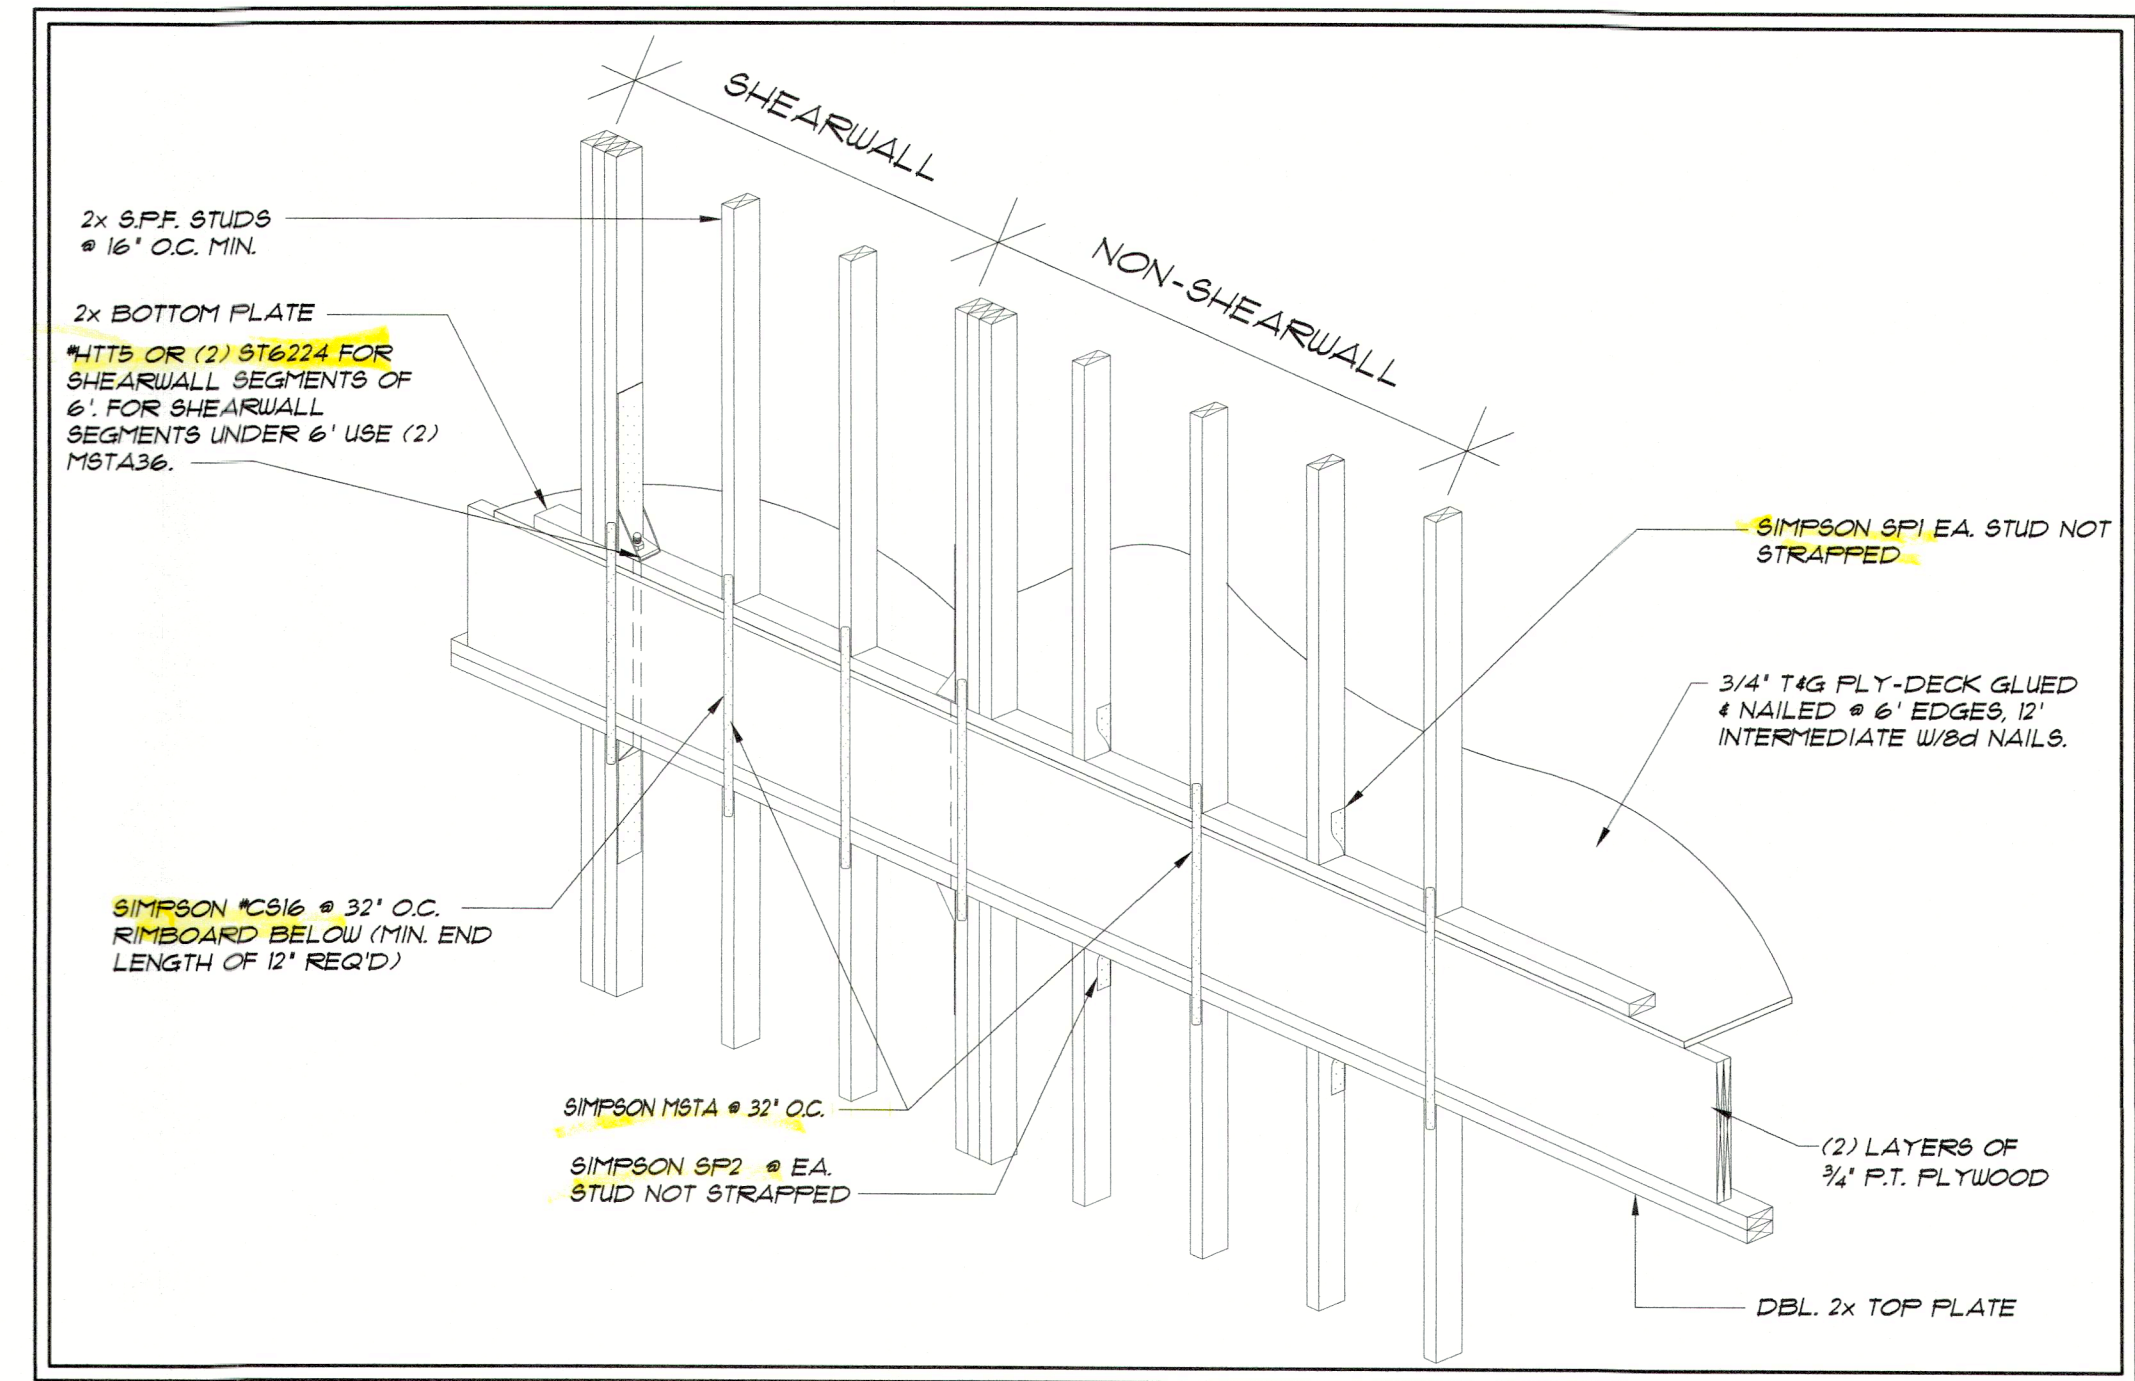 SHEARWALL
NON-SHEARWALL
2x S.P.F. STUDS
@ 16" O.C. MIN.
2x BOTTOM PLATE
#HTT5 OR (2) ST6224 FOR
SHEARWALL SEGMENTS OF
6'. FOR SHEARWALL
SEGMENTS UNDER 6' USE (2)
MSTA36.
SIMPSON SP1 EA. STUD NOT
STRAPPED
3/4" T&G PLY-DECK GLUED
& NAILED @ 6" EDGES, 12"
INTERMEDIATE W/8d NAILS.
SIMPSON #CS16 @ 32" O.C.
RIMBOARD BELOW (MIN. END
LENGTH OF 12" REQ'D)
SIMPSON MSTA @ 32" O.C.
SIMPSON SP2 @ EA.
STUD NOT STRAPPED
(2) LAYERS OF
3/4" P.T. PLYWOOD
DBL. 2x TOP PLATE